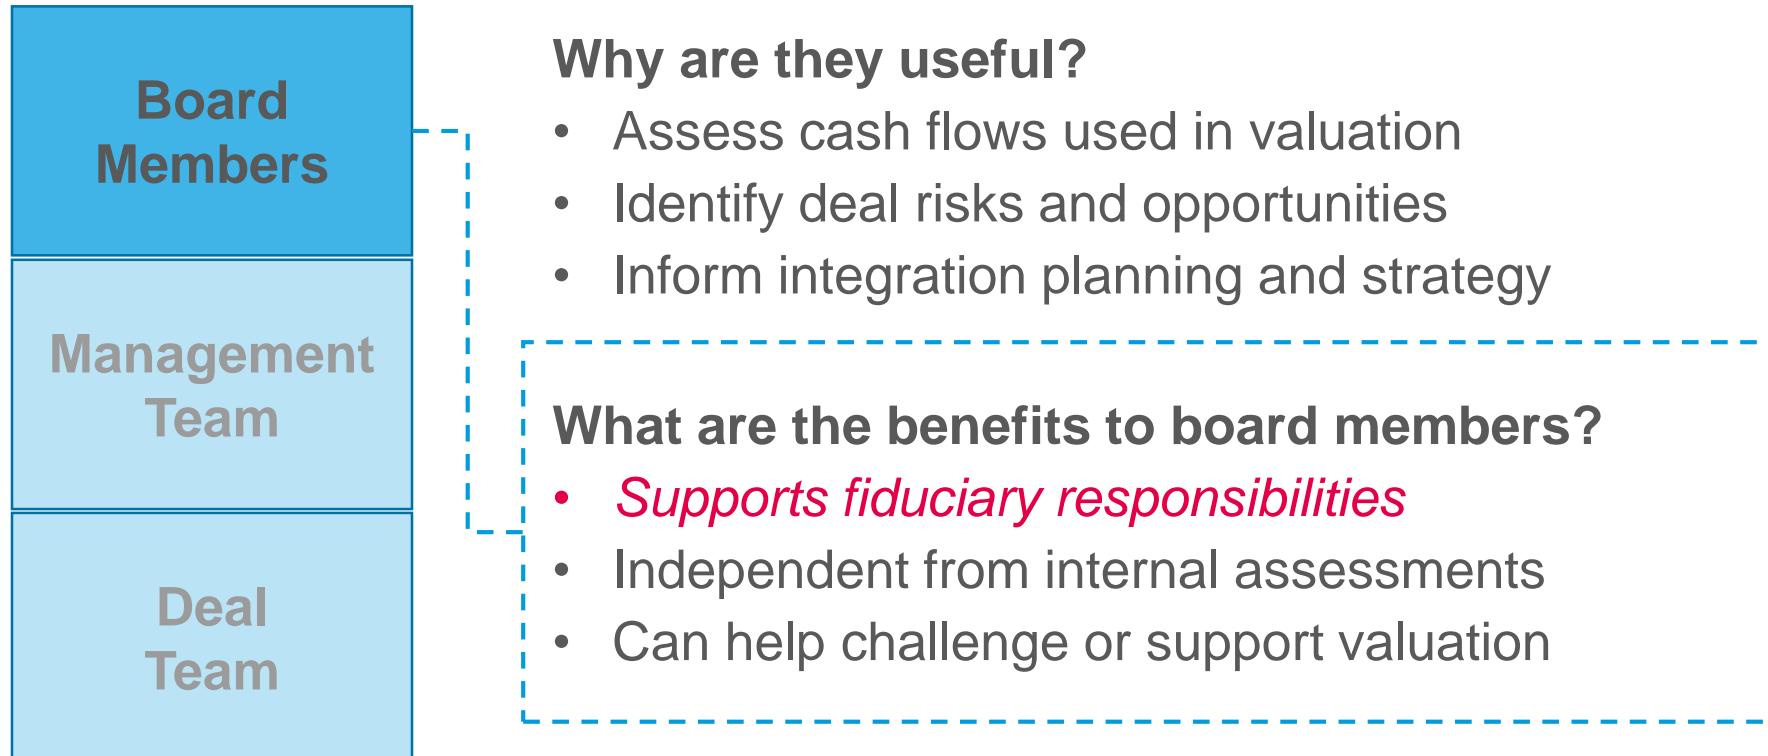 Board
Members
Management
Team
Deal
Team
Why are they useful?
• Assess cash flows used in valuation
• Identify deal risks and opportunities
• Inform integration planning and strategy
What are the benefits to board members?
• Supports fiduciary responsibilities
• Independent from internal assessments
• Can help challenge or support valuation